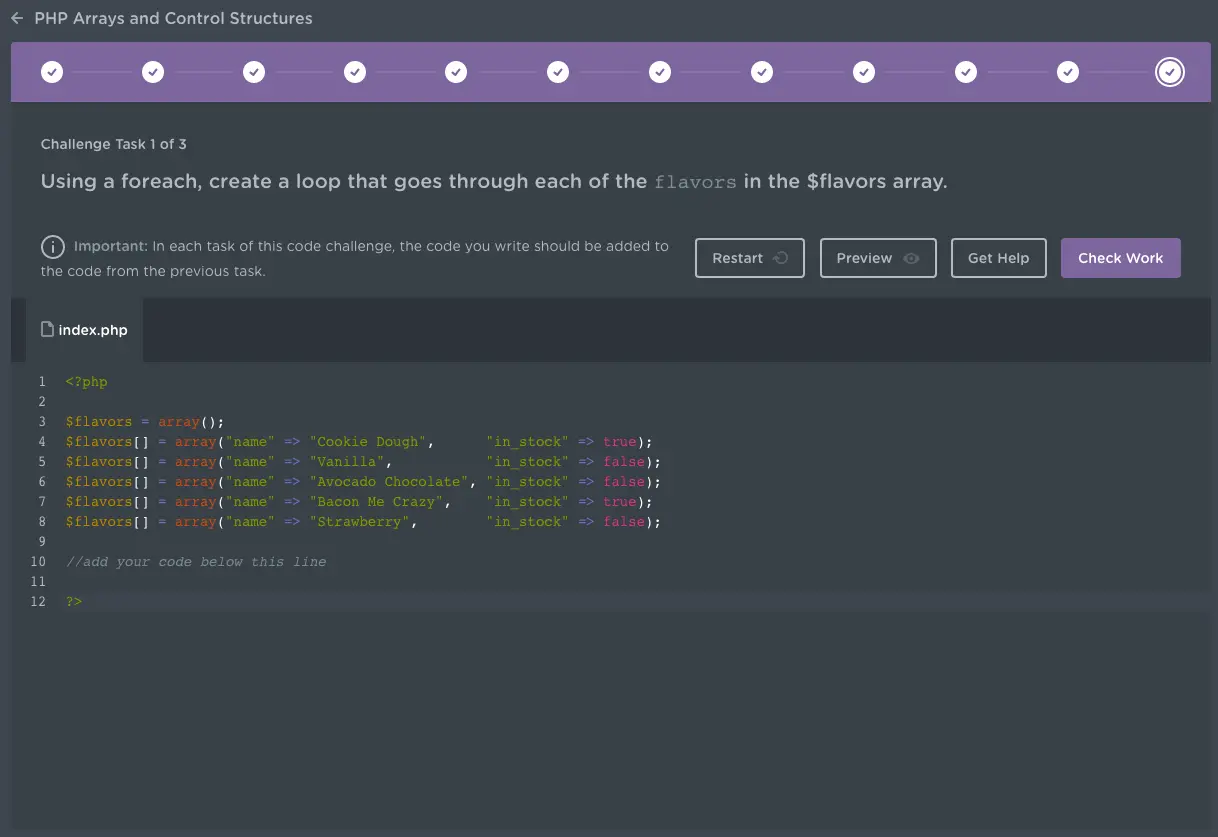 PHP Arrays and Control Structures
Challenge Task 1 of 3
Using a foreach, create a loop that goes through each of the flavors in the $flavors array.
Important: In each task of this code challenge, the code you write should be added to
the code from the previous task.
Restart Preview Get Help Check Work
index.php
1 <?php
2
3 $flavors = array();
4 $flavors[] = array("name" => "Cookie Dough",      "in_stock" => true);
5 $flavors[] = array("name" => "Vanilla",           "in_stock" => false);
6 $flavors[] = array("name" => "Avocado Chocolate", "in_stock" => false);
7 $flavors[] = array("name" => "Bacon Me Crazy",    "in_stock" => true);
8 $flavors[] = array("name" => "Strawberry",        "in_stock" => false);
9
10 //add your code below this line
11
12 ?>